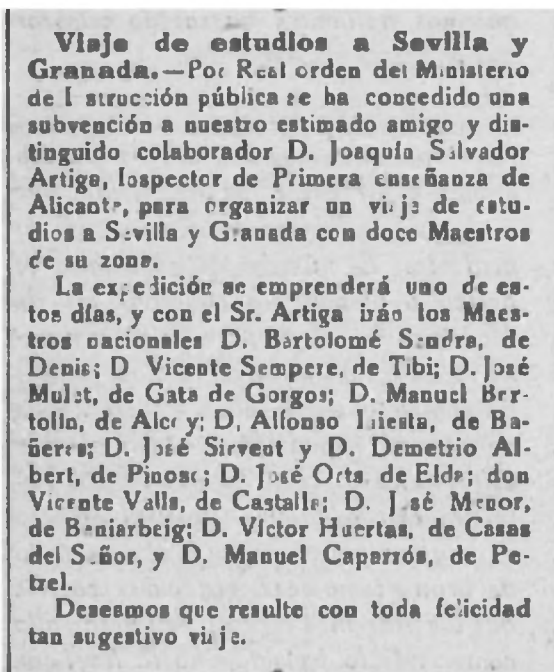 Viaje de estudios a Sevilla y
Granada.—Por Real orden del Ministerio
de Instrucción pública se ha concedido una
subvención a nuestro estimado amigo y dis-
tinguido colaborador D. Joaquín Salvador
Artiga, Inspector de Primera enseñanza de
Alicante, para organizar un viaje de estu-
dios a Sevilla y Granada con doce Maestros
de su zona.
La expedición se emprenderá uno de es-
tos días, y con el Sr. Artiga irán los Maes-
tros nacionales D. Bartolomé Sendra, de
Denia; D Vicente Sempere, de Tibi; D. José
Mulet, de Gata de Gorgos; D. Manuel
de Alcoy; D. Alfonso de Ba-
ñeres; D. José Sirvent y D. Demetrio Al-
bert, de Pinoso; D. José Orts, de Elda; don
Vicente Valls, de Castalla; D. José Menor,
de Beniarbeig; D. Víctor Huertas, de Casas
del Señor, y D. Manuel Caparrós, de Pe-
trel.
Deseamos que resulte con toda felicidad
tan sugestivo viaje.